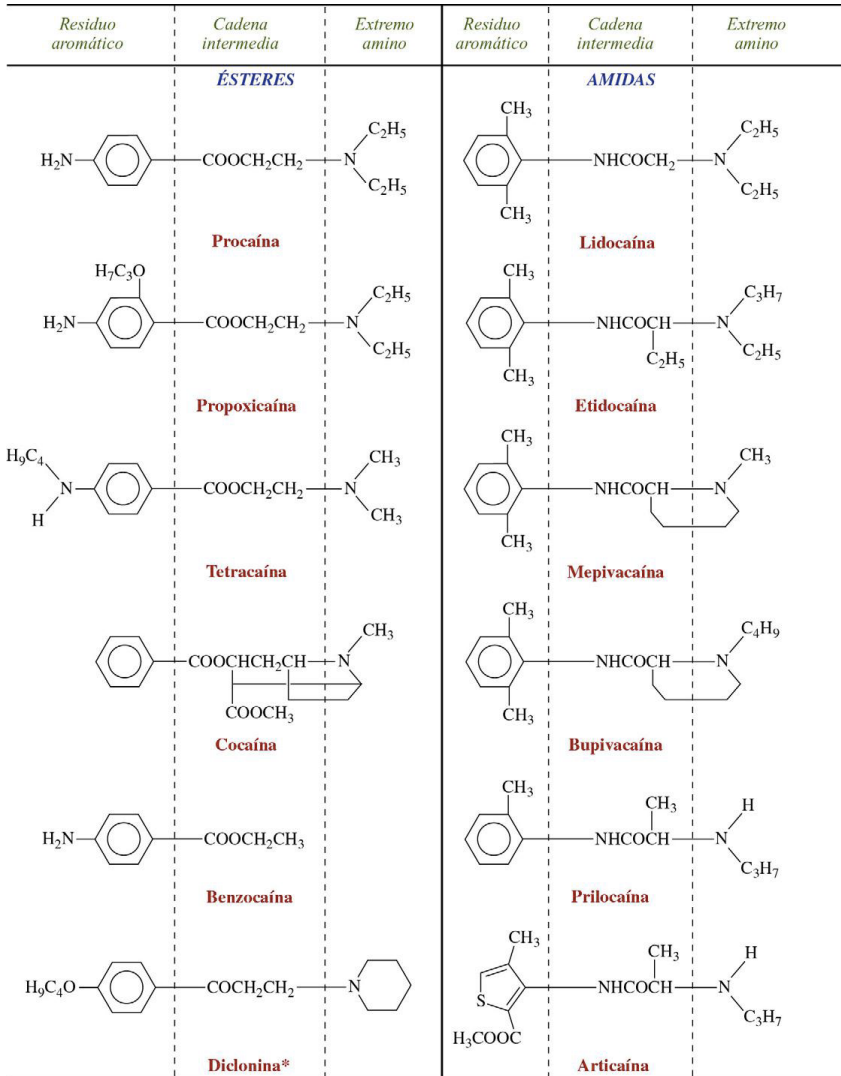 Residuo aromático Cadena intermedia Extremo amino Residuo aromático Cadena intermedia Extremo amino
ÉSTERES
H₂N COOCH₂CH₂ N C₂H₅ C₂H₅
Procaína
H₇C₃O
H₂N COOCH₂CH₂ N C₂H₅ C₂H₅
Propoxicaína
H₉C₄
N H COOCH₂CH₂ N CH₃ CH₃
Tetracaína
COOCHCH₂CH N CH₃
COOCH₃
Cocaína
H₂N COOCH₂CH₃
Benzocaína
H₉C₄O COCH₂CH₂ N
Diclonina*
AMIDAS
CH₃ CH₃ NHCOCH₂ N C₂H₅ C₂H₅
Lidocaína
CH₃ CH₃ NHCOCH C₂H₅ N C₃H₇ C₂H₅
Etidocaína
CH₃ CH₃ NHCOCH N CH₃
Mepivacaína
CH₃ CH₃ NHCOCH N C₄H₉
Bupivacaína
CH₃ NHCOCH CH₃ N H C₃H₇
Prilocaína
CH₃ S H₃COOC NHCOCH CH₃ N H C₃H₇
Articaína